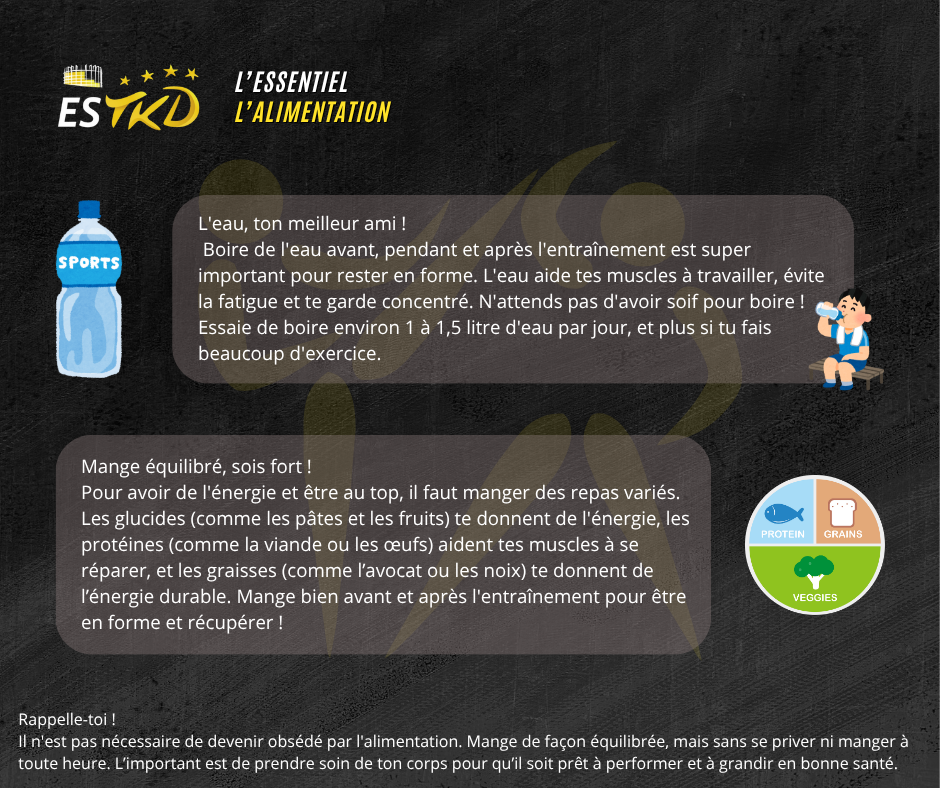 ESTKD
L'ESSENTIEL
L'ALIMENTATION
SPORTS
L'eau, ton meilleur ami !
Boire de l'eau avant, pendant et après l'entraînement est super
important pour rester en forme. L'eau aide tes muscles à travailler, évite
la fatigue et te garde concentré. N'attends pas d'avoir soif pour boire !
Essaie de boire environ 1 à 1,5 litre d'eau par jour, et plus si tu fais
beaucoup d'exercice.
Mange équilibré, sois fort !
Pour avoir de l'énergie et être au top, il faut manger des repas variés.
Les glucides (comme les pâtes et les fruits) te donnent de l'énergie, les
protéines (comme la viande ou les œufs) aident tes muscles à se
réparer, et les graisses (comme l’avocat ou les noix) te donnent de
l’énergie durable. Mange bien avant et après l'entraînement pour être
en forme et récupérer !
PROTEIN
GRAINS
VEGGIES
Rappelle-toi !
Il n'est pas nécessaire de devenir obsédé par l'alimentation. Mange de façon équilibrée, mais sans se priver ni manger à
toute heure. L’important est de prendre soin de ton corps pour qu’il soit prêt à performer et à grandir en bonne santé.